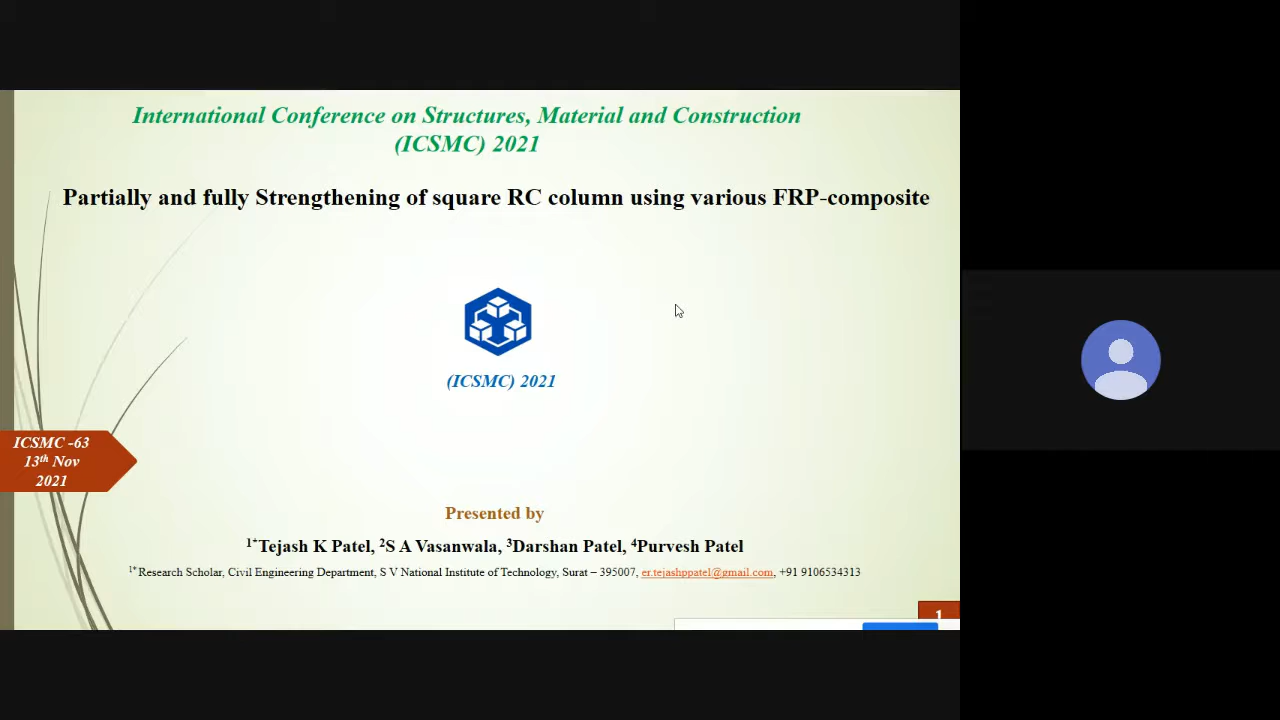 International Conference on Structures, Material and Construction
(ICSMC) 2021
Partially and fully Strengthening of square RC column using various FRP-composite
(ICSMC) 2021
ICSMC -63
13th Nov
2021
Presented by
1*Tejash K Patel, 2S A Vasanwala, 3Darshan Patel, 4Purvesh Patel
1*Research Scholar, Civil Engineering Department, S V National Institute of Technology, Surat – 395007, er.tejashppatel@gmail.com, +91 9106534313
1